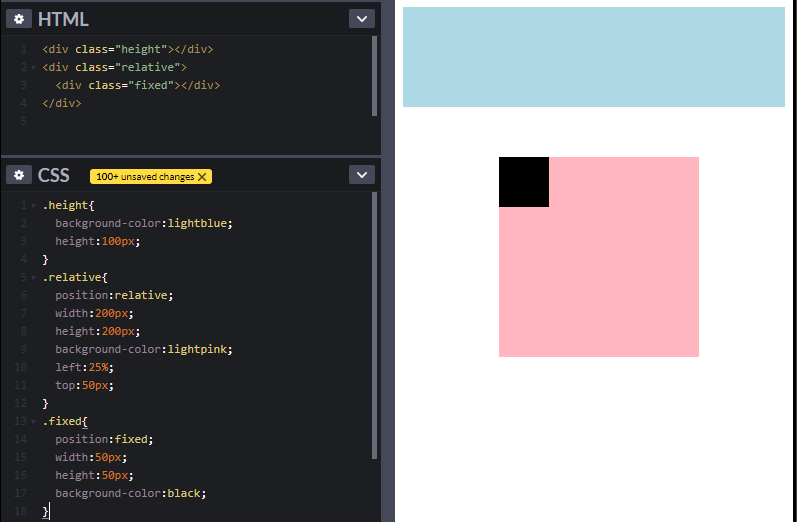 HTML
1 <div class="height"></div>
2 <div class="relative">
3   <div class="fixed"></div>
4 </div>
5
CSS 100+ unsaved changes
1 .height{
2   background-color:lightblue;
3   height:100px;
4 }
5 .relative{
6   position:relative;
7   width:200px;
8   height:200px;
9   background-color:lightpink;
10   left:25%;
11   top:50px;
12 }
13 .fixed{
14   position:fixed;
15   width:50px;
16   height:50px;
17   background-color:black;
18 }